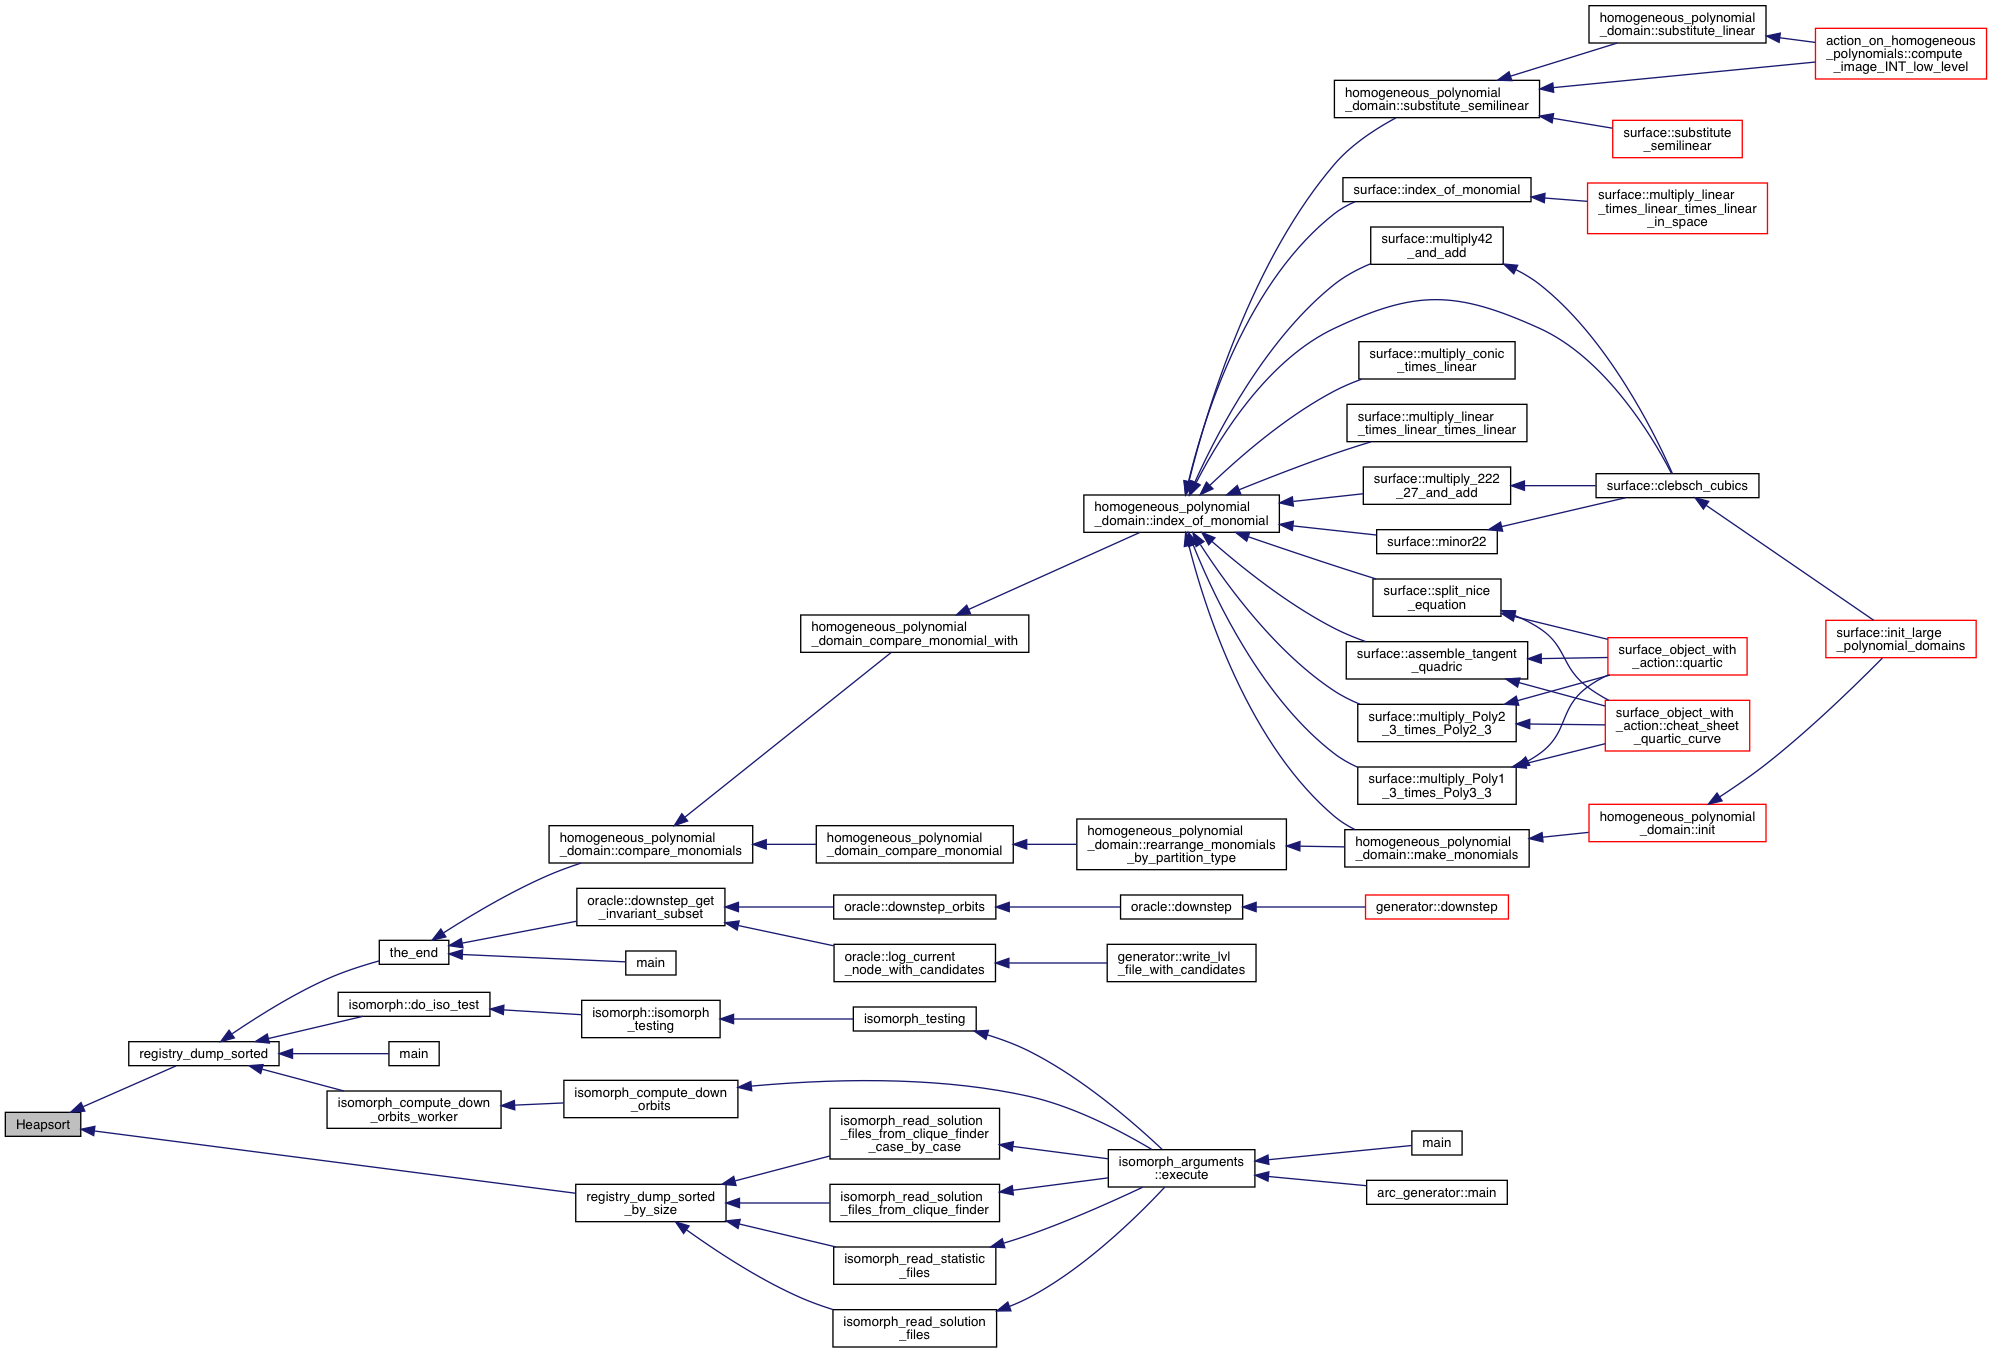 homogeneous_polynomial
_domain::substitute_linear
action_on_homogeneous
_polynomials::compute
_image_INT_low_level
homogeneous_polynomial
_domain::substitute_semilinear
surface::substitute
_semilinear
surface::index_of_monomial
surface::multiply_linear
_times_linear_times_linear
_in_space
surface::multiply42
_and_add
surface::multiply_conic
_times_linear
surface::multiply_linear
_times_linear_times_linear
surface::multiply_222
_27_and_add
surface::clebsch_cubics
homogeneous_polynomial
_domain::index_of_monomial
surface::minor22
surface::split_nice
_equation
homogeneous_polynomial
_domain_compare_monomial_with
surface::assemble_tangent
_quadric
surface_object_with
_action::quartic
surface::init_large
_polynomial_domains
surface::multiply_Poly2
_3_times_Poly2_3
surface_object_with
_action::cheat_sheet
_quartic_curve
surface::multiply_Poly1
_3_times_Poly3_3
homogeneous_polynomial
_domain::init
homogeneous_polynomial
_domain::compare_monomials
homogeneous_polynomial
_domain_compare_monomial
homogeneous_polynomial
_domain::rearrange_monomials
_by_partition_type
homogeneous_polynomial
_domain::make_monomials
oracle::downstep_get
_invariant_subset
oracle::downstep_orbits
oracle::downstep
generator::downstep
the_end
main
oracle::log_current
_node_with_candidates
generator::write_lvl
_file_with_candidates
isomorph::do_iso_test
isomorph::isomorph
_testing
isomorph_testing
registry_dump_sorted
main
isomorph_compute_down
_orbits_worker
isomorph_compute_down
_orbits
Heapsort
isomorph_read_solution
_files_from_clique_finder
_case_by_case
isomorph_arguments
::execute
main
arc_generator::main
registry_dump_sorted
_by_size
isomorph_read_solution
_files_from_clique_finder
isomorph_read_statistic
_files
isomorph_read_solution
_files